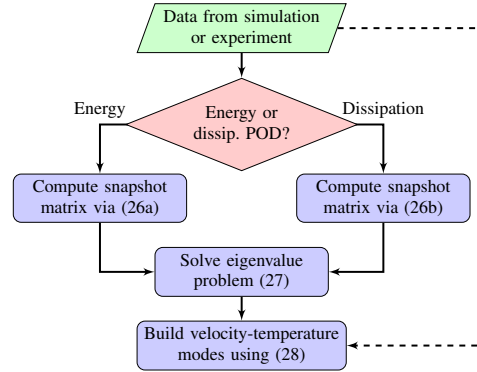 Data from simulation
or experiment
Energy
Energy or
dissip. POD?
Dissipation
Compute snapshot
matrix via (26a)
Compute snapshot
matrix via (26b)
Solve eigenvalue
problem (27)
Build velocity-temperature
modes using (28)